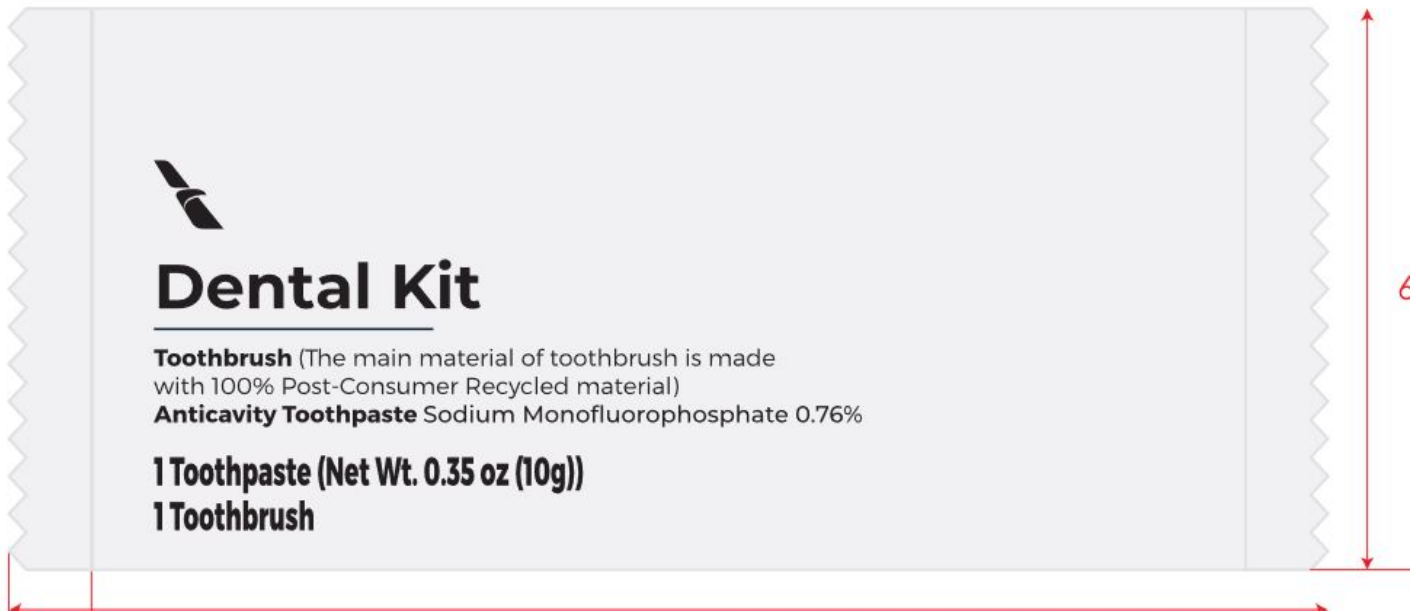 Dental Kit
Toothbrush (The main material of toothbrush is made
with 100% Post-Consumer Recycled material)
Anticavity Toothpaste Sodium Monofluorophosphate 0.76%
1 Toothpaste (Net Wt. 0.35 oz (10g))
1 Toothbrush